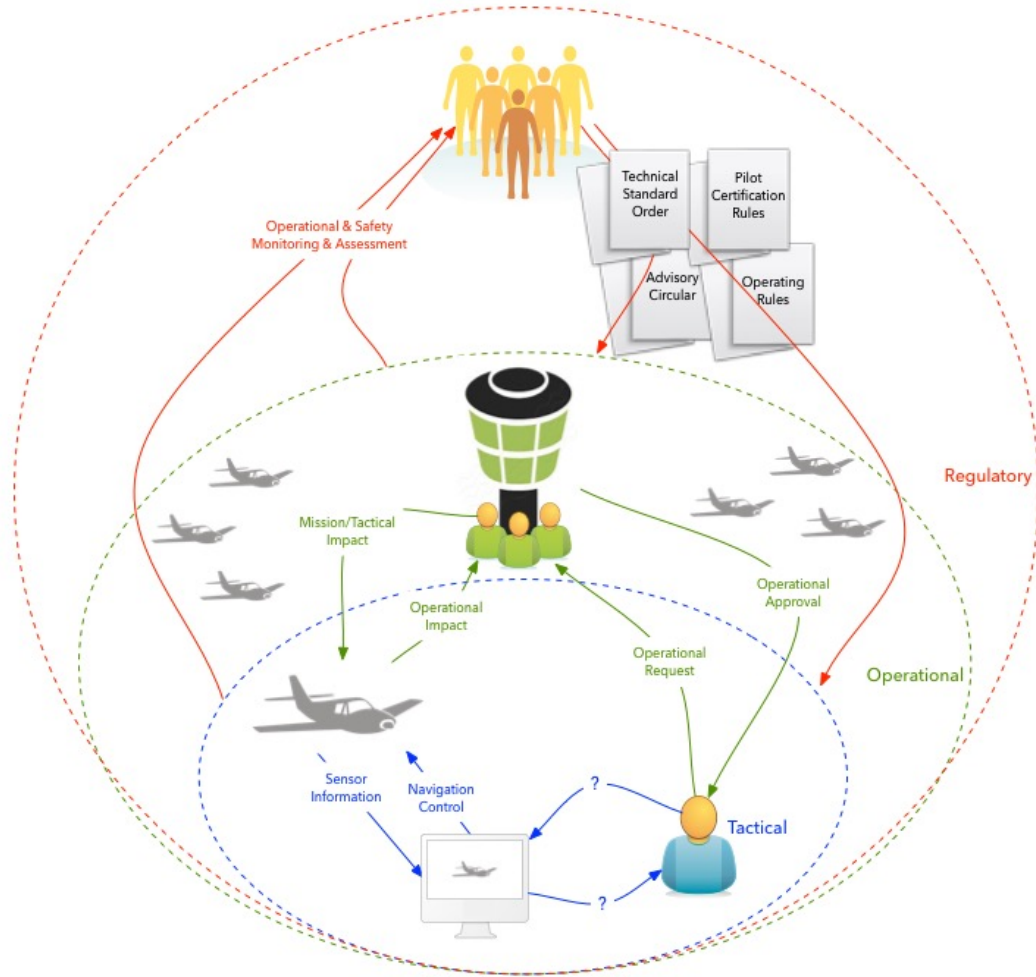 Technical
Standard
Order
Pilot
Certification
Rules
Operational & Safety
Monitoring & Assessment
Advisory
Circular
Operating
Rules
Regulatory
Mission/Tactical
Impact
Operational
Impact
Operational
Approval
Operational
Request
Operational
Sensor
Information
Navigation
Control
?
Tactical
?